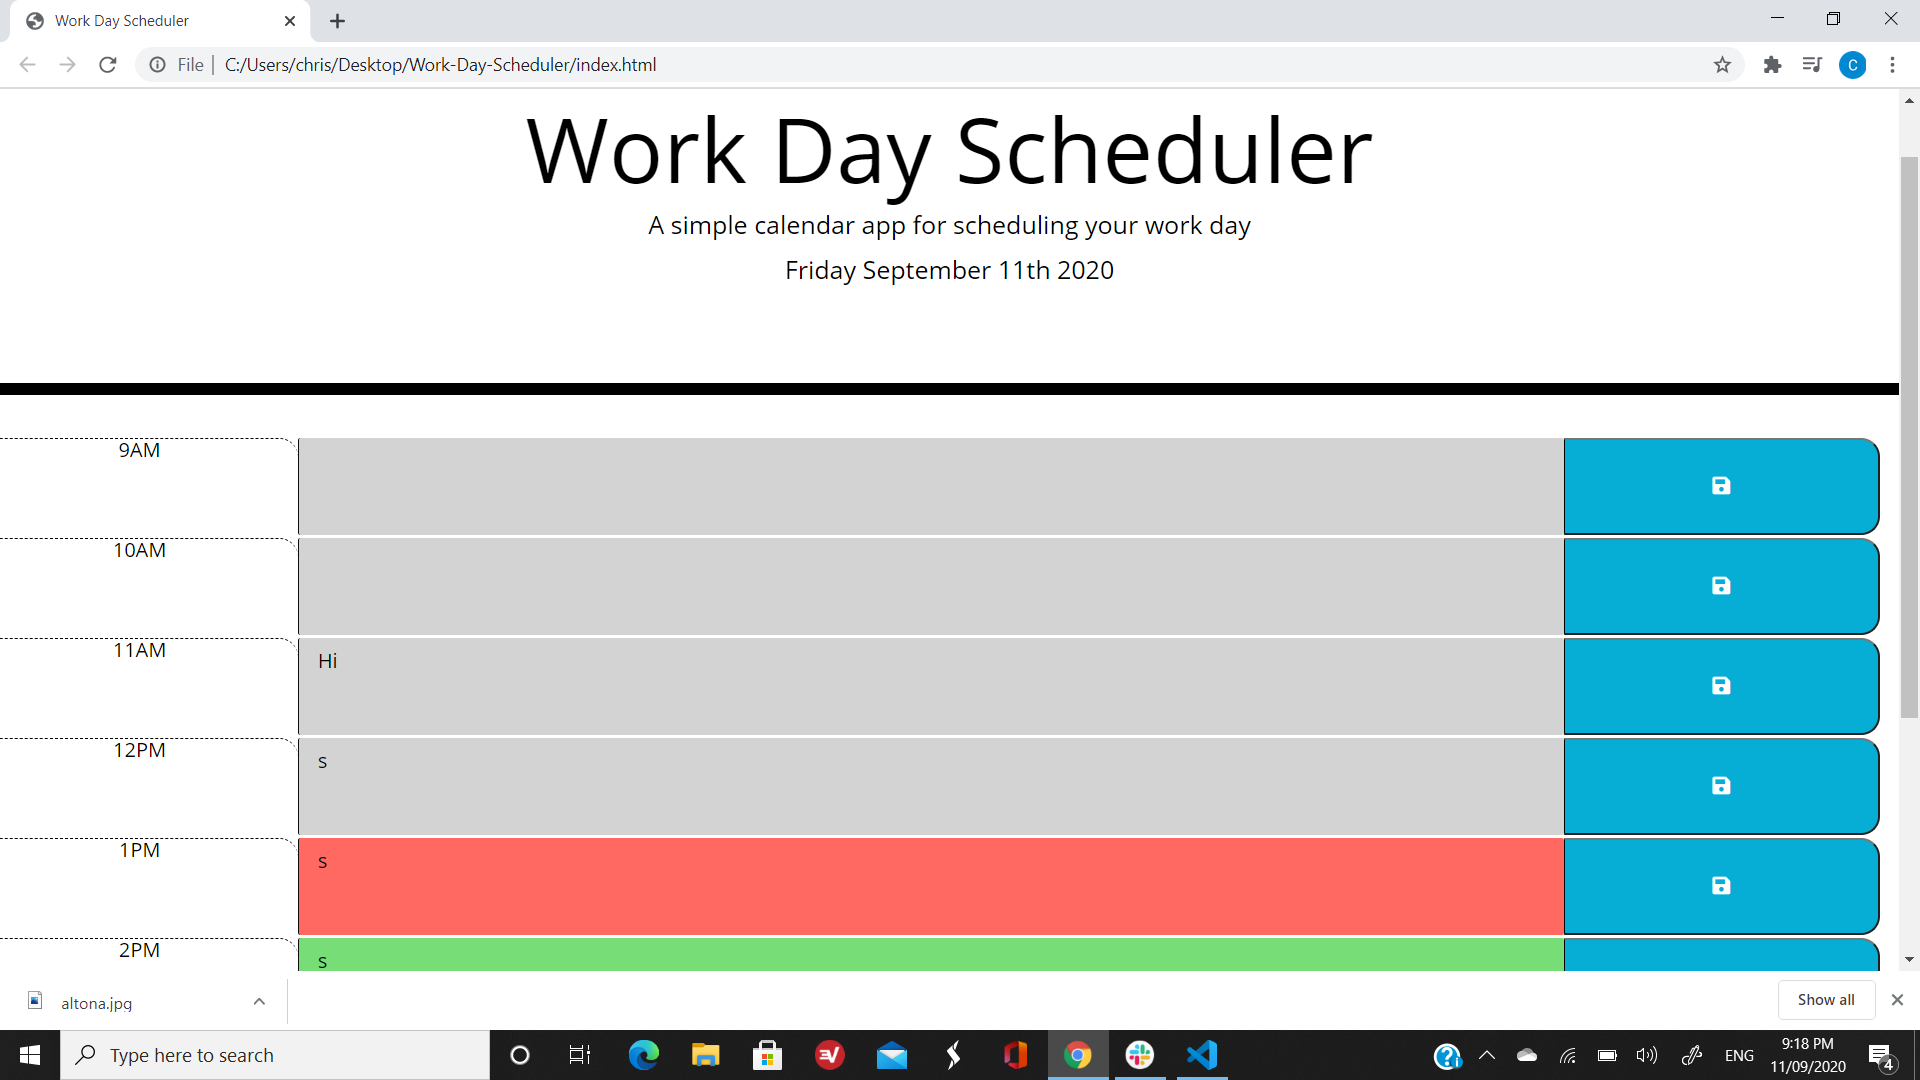 Work Day Scheduler
File
C:/Users/chris/Desktop/Work-Day-Scheduler/index.html
C
Work Day Scheduler
A simple calendar app for scheduling your work day
Friday September 11th 2020
9AM
10AM
11AM
Hi
12PM
s
1PM
s
2PM
s
altona.jpg
Show all
Type here to search
ENG
9:18 PM
11/09/2020
4